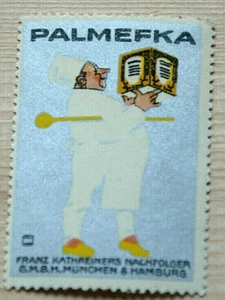 PALMEFKA
FRANZ KATHREINERS NACHFOLGER
G.M.B.H. MÜNCHEN & HAMBURG